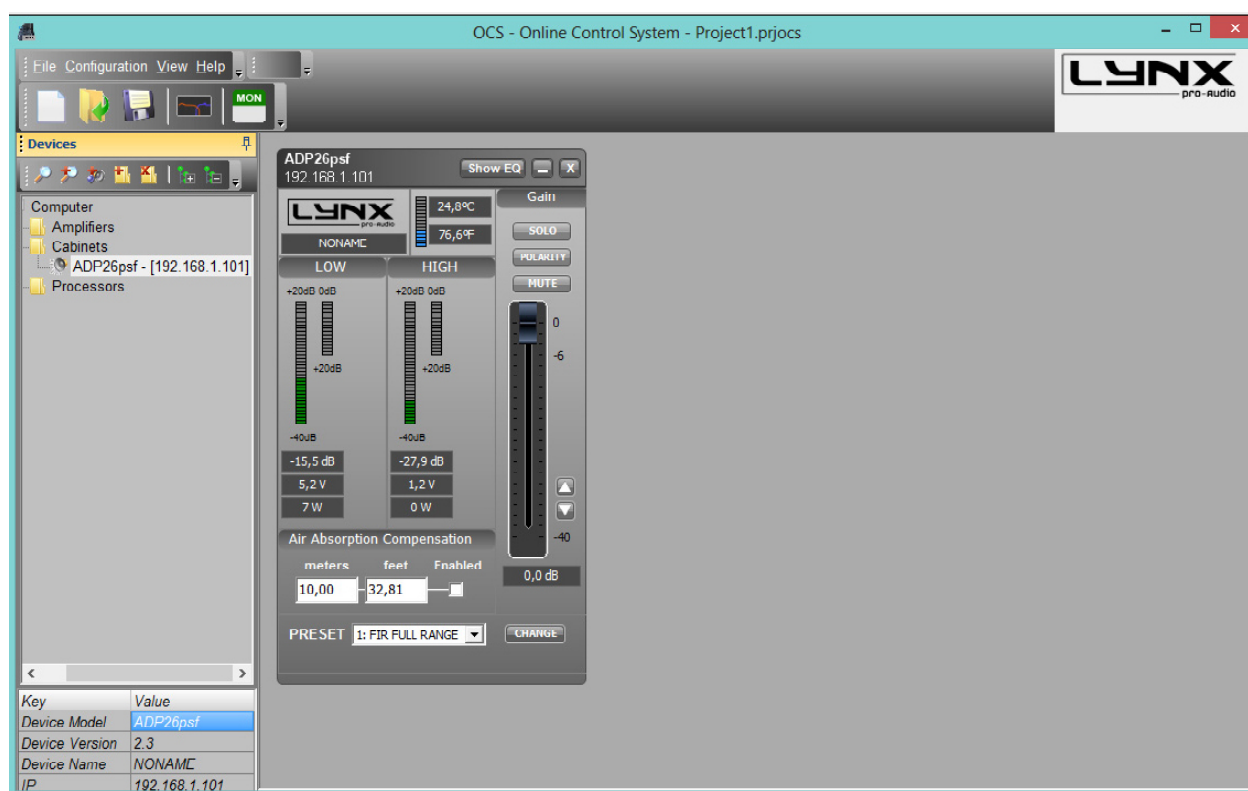 OCS - Online Control System - Project1.prjocs
File Configuration View Help
LYNX
pro-audio
MON
Devices
Computer
Amplifiers
Cabinets
ADP26psf - [192.168.1.101]
Processors
Key Value
Device Model ADP26psf
Device Version 2.3
Device Name NONAME
IP 192.168.1.101
ADP26psf
192.168.1.101
Show EQ
X
LYNX
pro-audio
NONAME
24,8ºC
76,6ºF
LOW HIGH
+20dB 0dB +20dB 0dB
+20dB +20dB
-40dB -40dB
-15,5 dB -27,9 dB
5,2 V 1,2 V
7 W 0 W
Air Absorption Compensation
meters feet Enabled
10,00 32,81
PRESET 1: FIR FULL RANGE CHANGE
Gain
SOLO
POLARITY
MUTE
0
-6
-40
0,0 dB